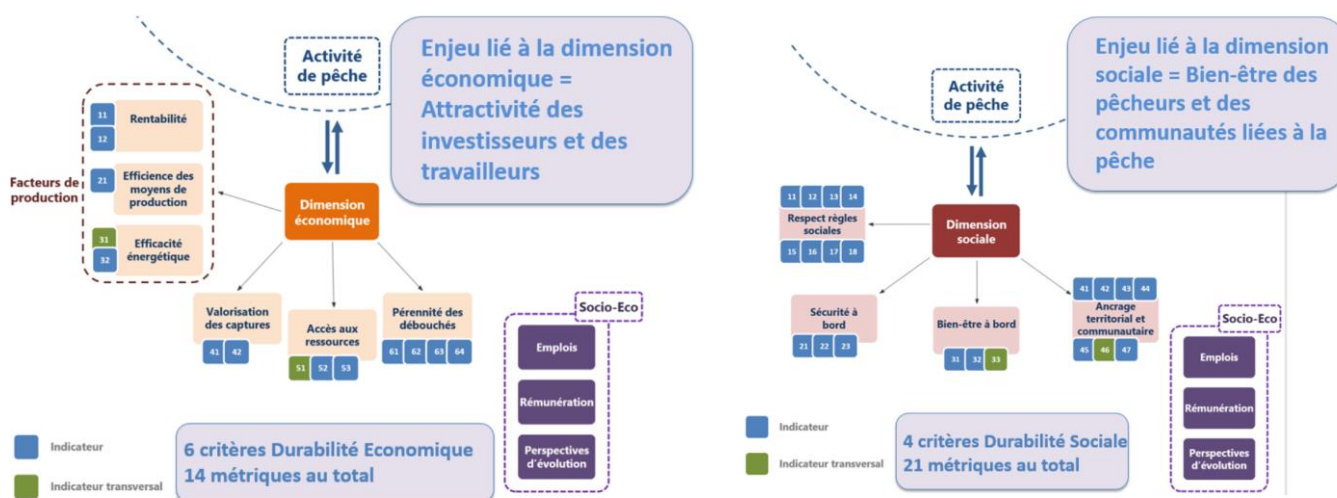 Activité
de pêche
Enjeu lié à la dimension
économique =
Attractivité des
investisseurs et des
travailleurs
11
Rentabilité
12
Facteurs de
production
21
Efficience des
moyens de
production
31
Efficacité
énergétique
32
Dimension
économique
Valorisation
des captures
41 42
Accès aux
ressources
51 52 53
Pérennité des
débouchés
61 62 63 64
Socio-Eco
Emplois
Rémunération
Perspectives
d'évolution
Indicateur
Indicateur transversal
6 critères Durabilité Economique
14 métriques au total
Activité
de pêche
Enjeu lié à la dimension
sociale = Bien-être des
pêcheurs et des
communautés liées à la
pêche
11 12 13 14
Respect règles
sociales
15 16 17 18
Dimension
sociale
Sécurité à
bord
21 22 23
Bien-être à bord
31 32 33
41 42 43 44
Ancrage
territorial et
communautaire
45 46 47
Socio-Eco
Emplois
Rémunération
Perspectives
d'évolution
Indicateur
Indicateur transversal
4 critères Durabilité Sociale
21 métriques au total